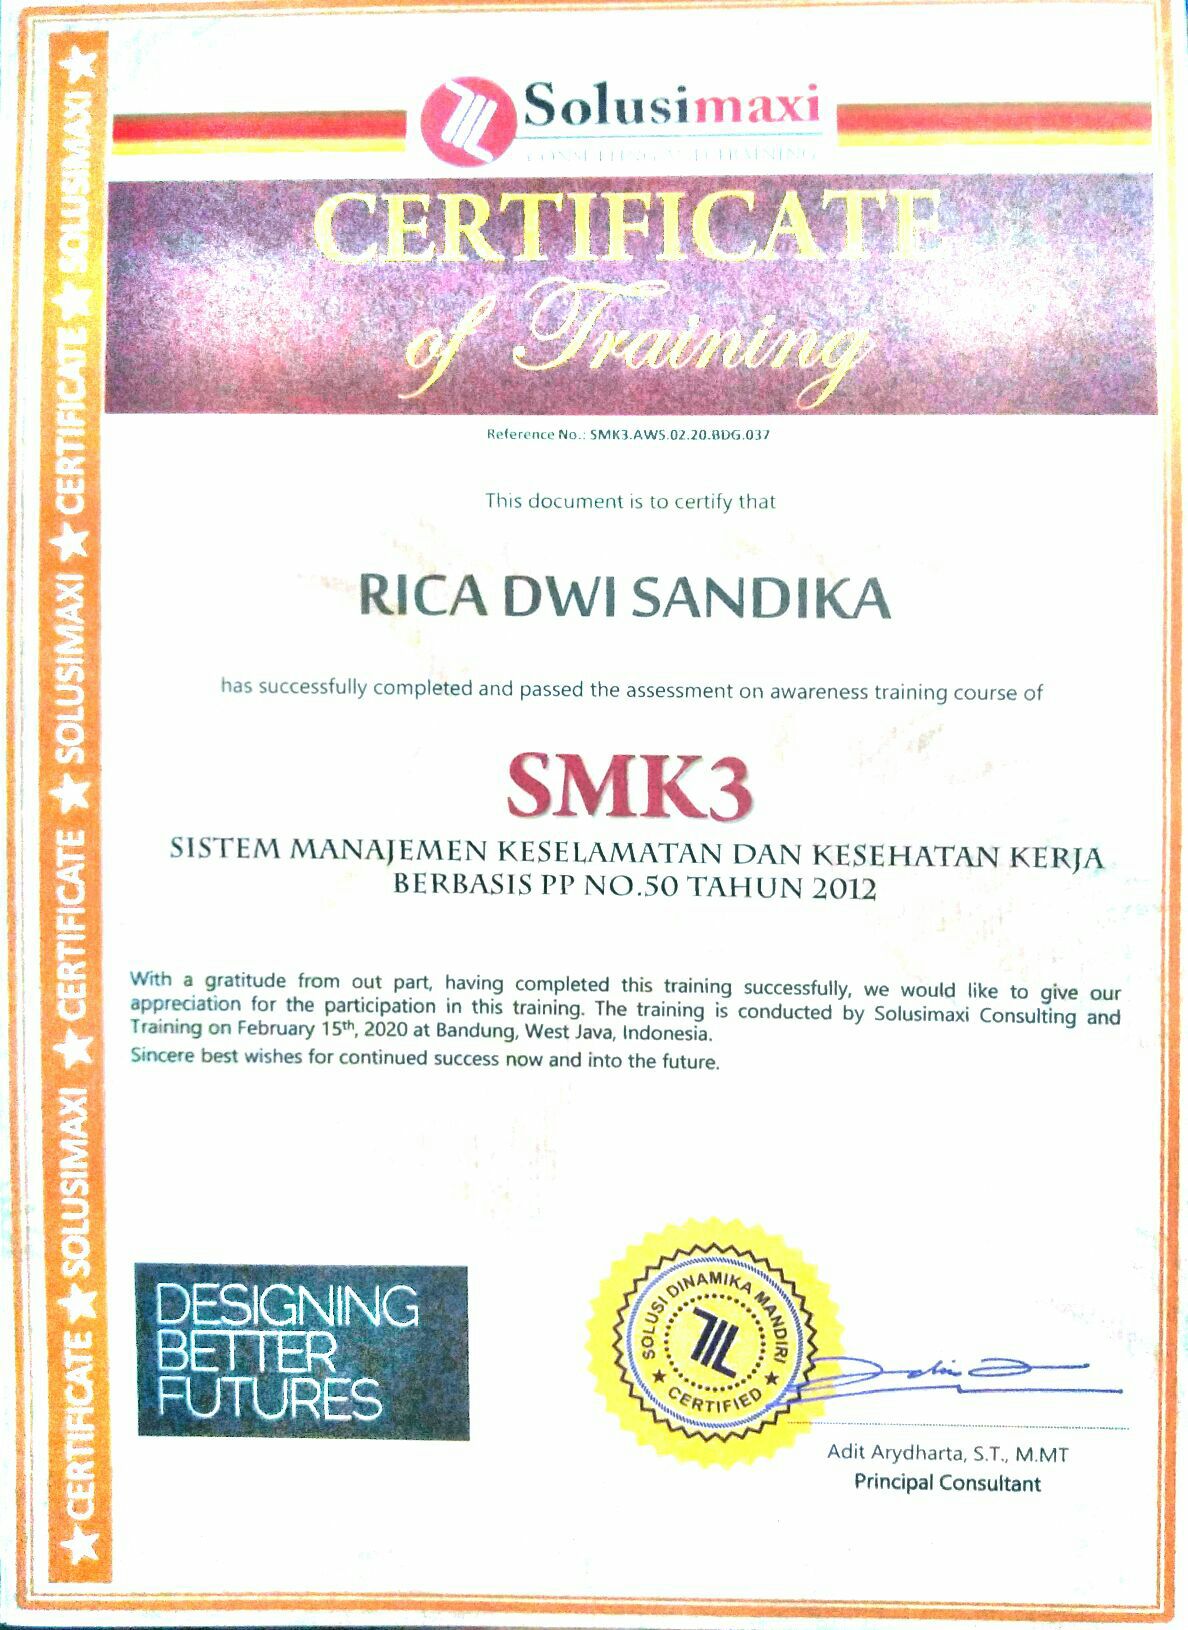 Solusimaxi
CONSULTING & TRAINING
CERTIFICATE
of Training
Reference No.: SMK3.AWS.02.20.BDG.037
This document is to certify that
RICA DWI SANDIKA
has successfully completed and passed the assessment on awareness training course of
SMK3
SISTEM MANAJEMEN KESELAMATAN DAN KESEHATAN KERJA
BERBASIS PP NO.50 TAHUN 2012
With a gratitude from out part, having completed this training successfully, we would like to give our
appreciation for the participation in this training. The training is conducted by Solusimaxi Consulting and
Training on February 15th, 2020 at Bandung, West Java, Indonesia.
Sincere best wishes for continued success now and into the future.
DESIGNING
BETTER
FUTURES
SOLUSI DINAMIKA MANDIRI
★ CERTIFIED ★
Adit Arydharta, S.T., M.MT
Principal Consultant
★ CERTIFICATE ★ SOLUSIMAXI ★ CERTIFICATE ★ SOLUSIMAXI ★ CERTIFICATE ★ SOLUSIMAXI ★